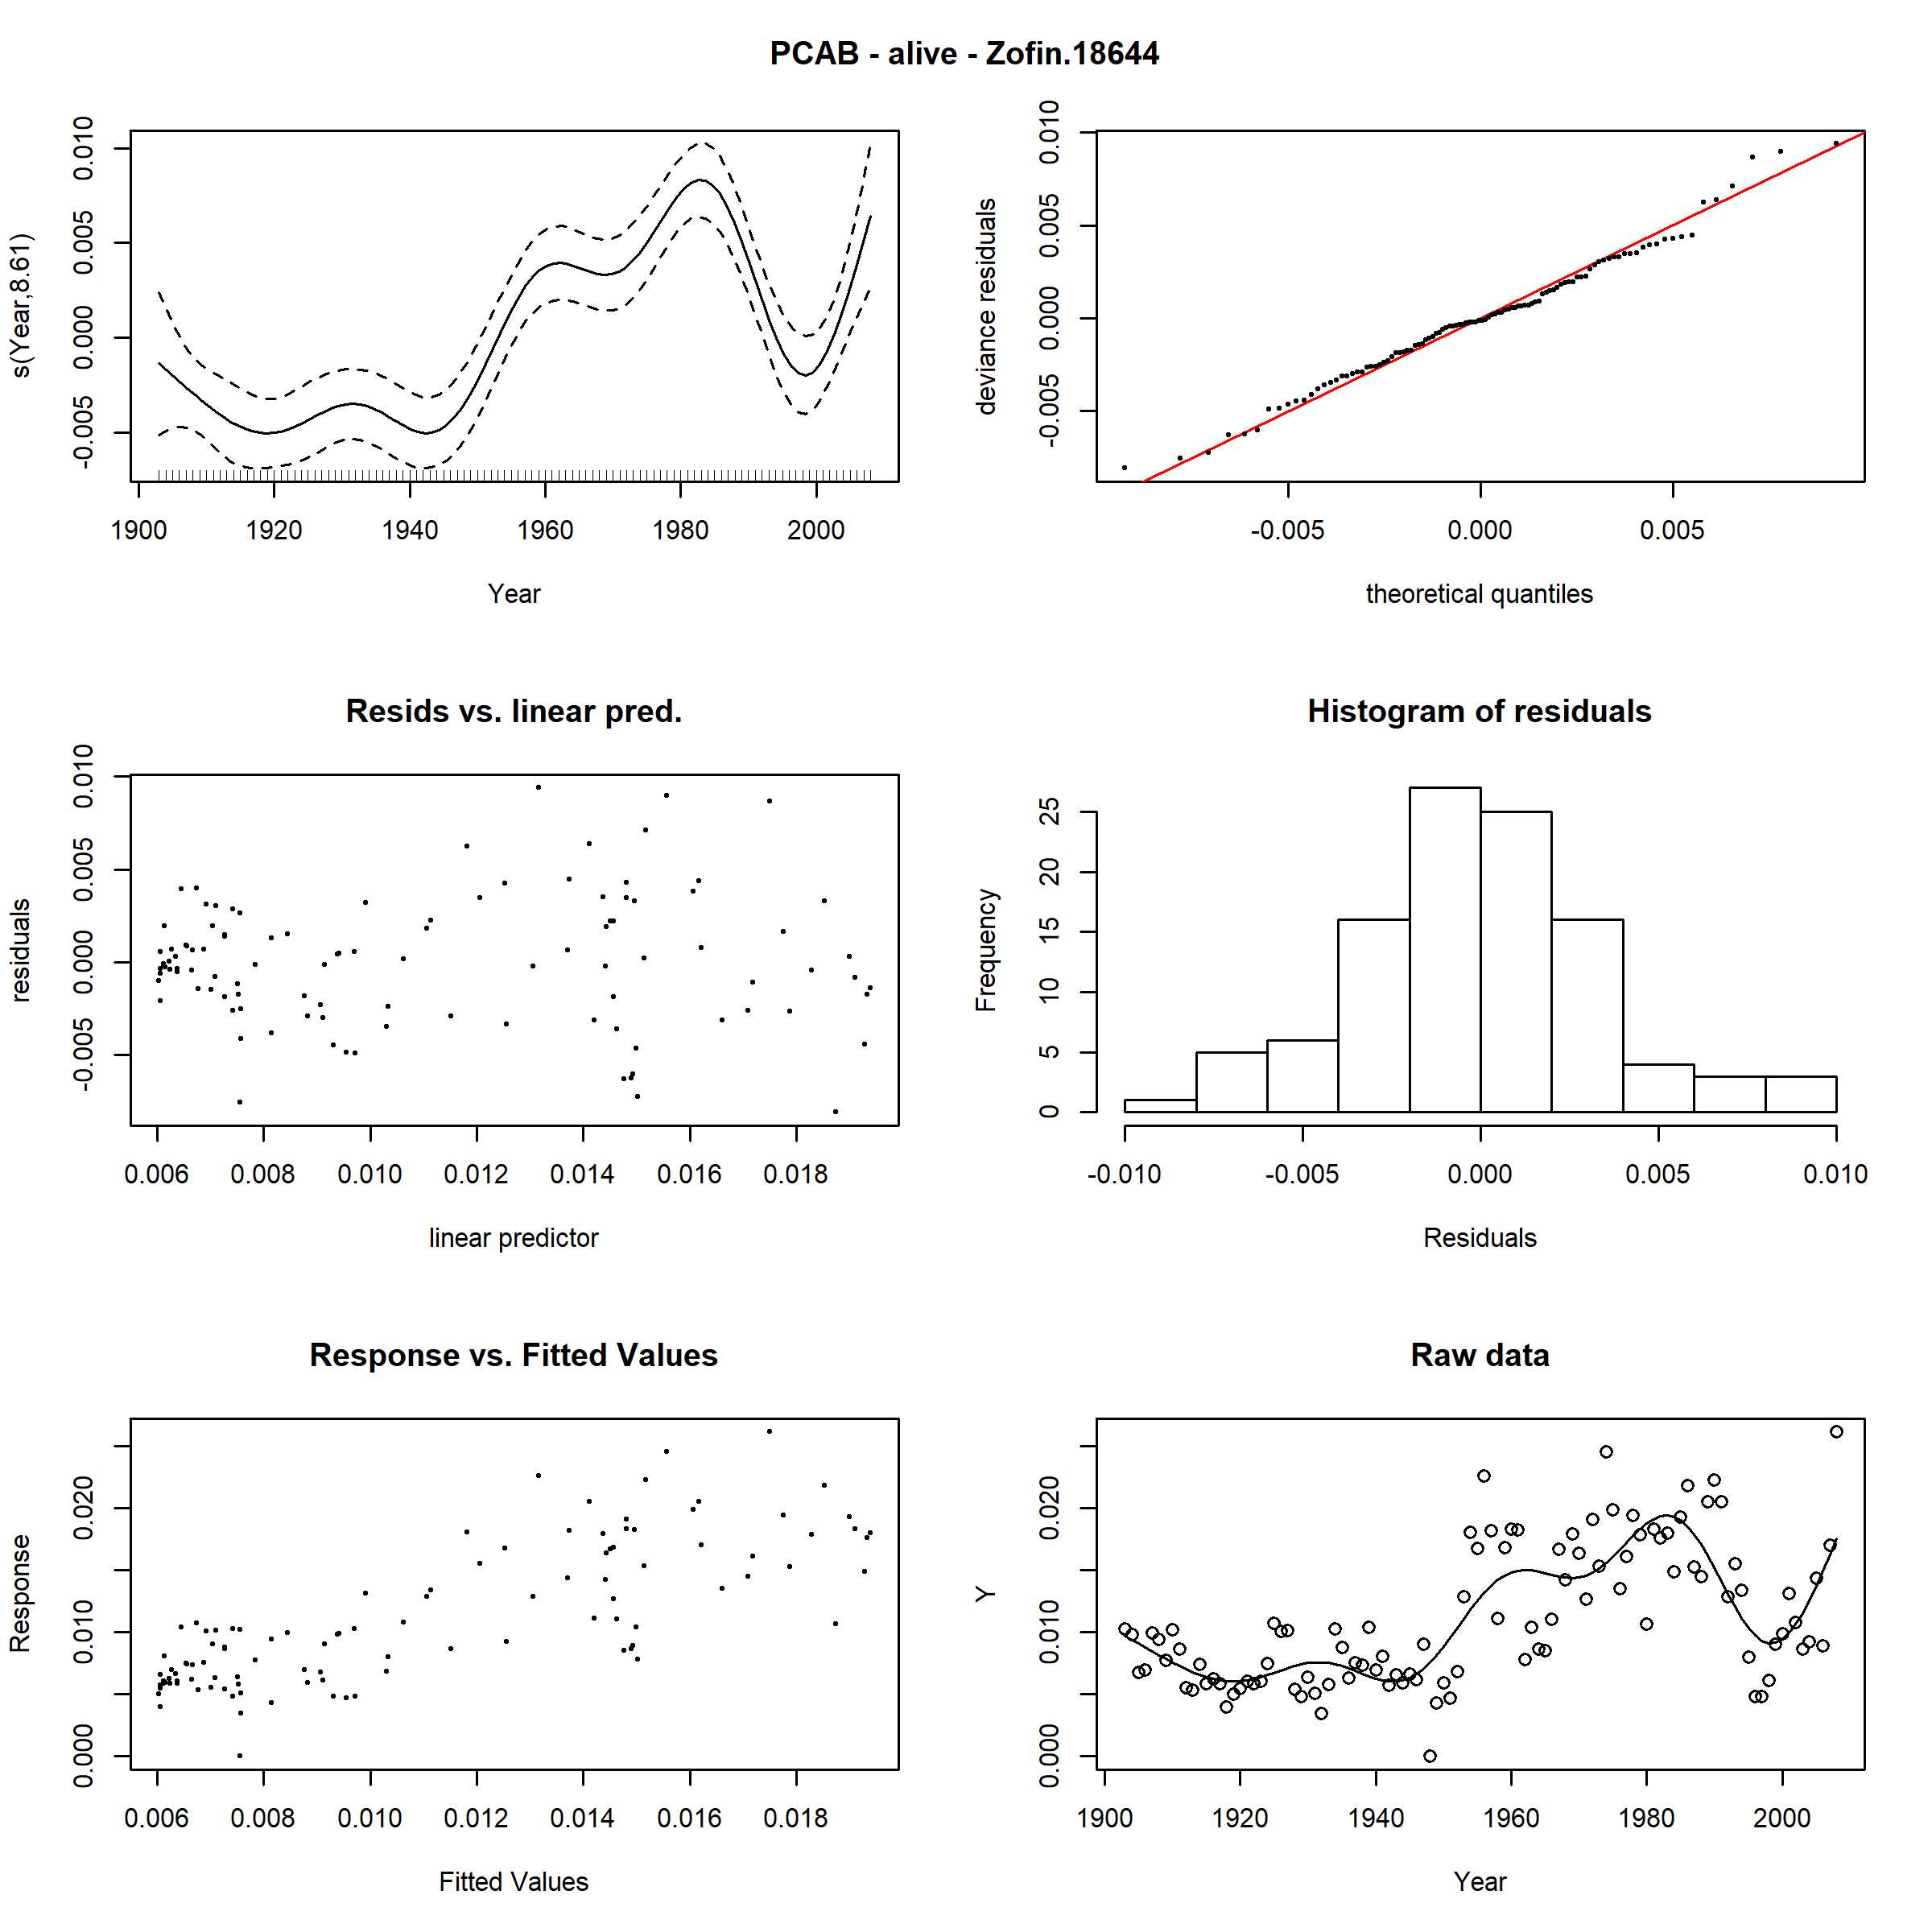 PCAB - alive - Zofin.18644
s(Year,8.61)
-0.005 0.000 0.005 0.010
1900 1920 1940 1960 1980 2000
Year
deviance residuals
-0.005 0.000 0.005 0.010
-0.005 0.000 0.005
theoretical quantiles
Resids vs. linear pred.
residuals
-0.005 0.000 0.005 0.010
0.006 0.008 0.010 0.012 0.014 0.016 0.018
linear predictor
Histogram of residuals
Frequency
0 5 10 15 20 25
-0.010 -0.005 0.000 0.005 0.010
Residuals
Response vs. Fitted Values
Response
0.000 0.010 0.020
0.006 0.008 0.010 0.012 0.014 0.016 0.018
Fitted Values
Raw data
Y
0.000 0.010 0.020
1900 1920 1940 1960 1980 2000
Year